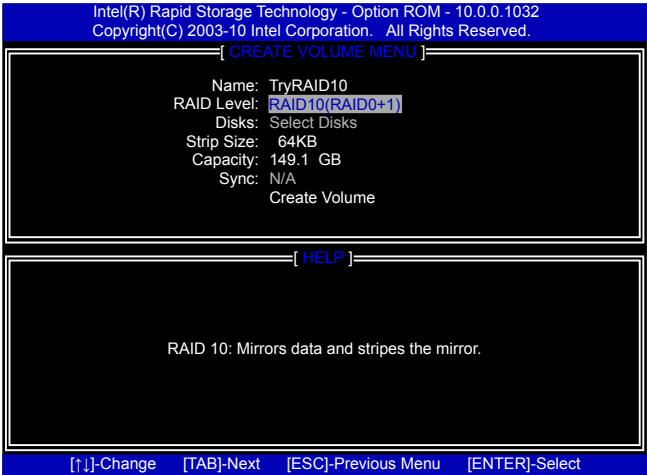 Intel(R) Rapid Storage Technology - Option ROM - 10.0.0.1032
Copyright(C) 2003-10 Intel Corporation. All Rights Reserved.
[ CREATE VOLUME MENU ]
Name: TryRAID10
RAID Level: RAID10(RAID0+1)
Disks: Select Disks
Strip Size: 64KB
Capacity: 149.1 GB
Sync: N/A
Create Volume
[ HELP ]
RAID 10: Mirrors data and stripes the mirror.
[↑↓]-Change [TAB]-Next [ESC]-Previous Menu [ENTER]-Select